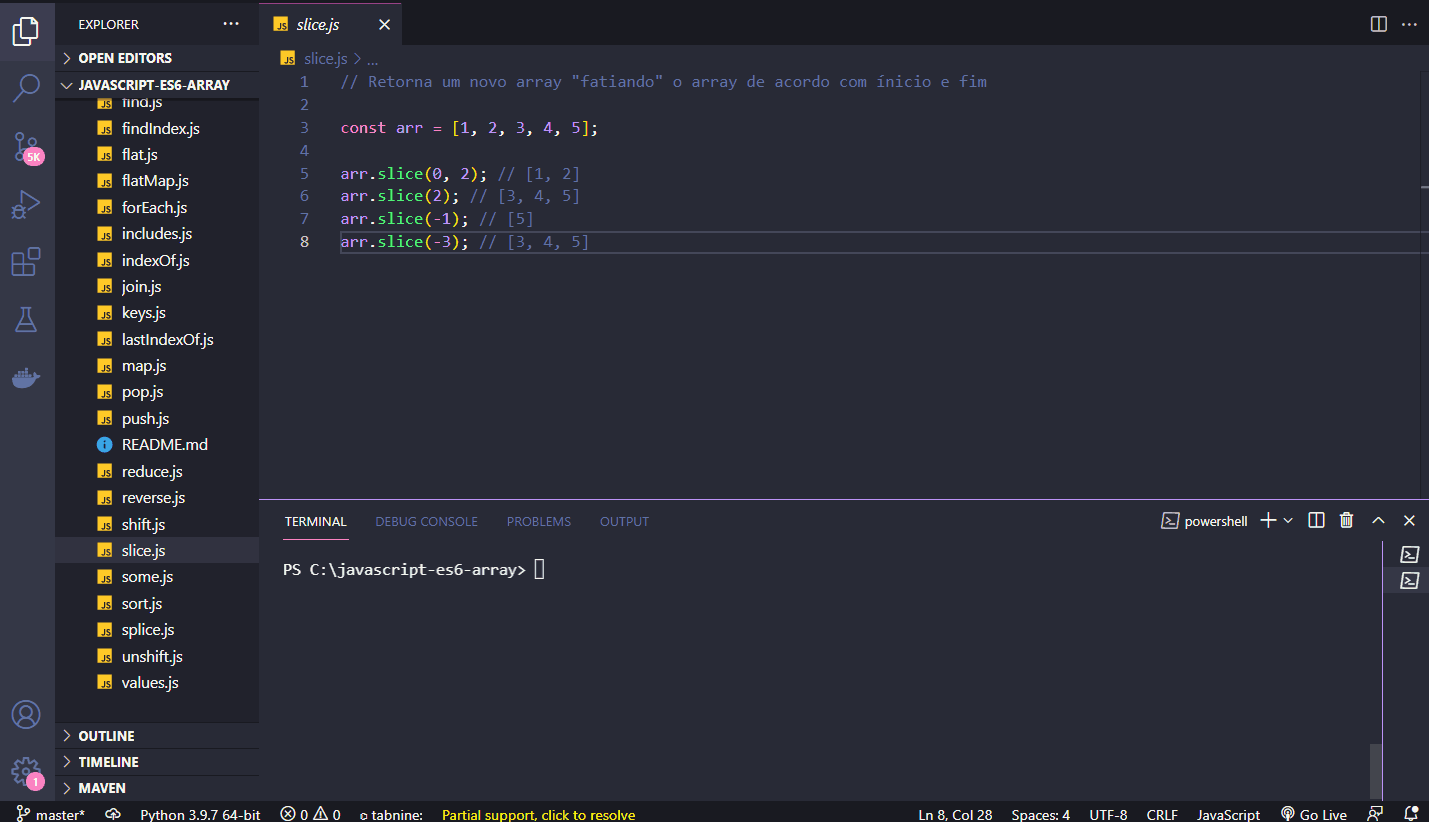 EXPLORER
slice.js
OPEN EDITORS
JAVASCRIPT-ES6-ARRAY
find.js
findIndex.js
flat.js
flatMap.js
forEach.js
includes.js
indexOf.js
join.js
keys.js
lastIndexOf.js
map.js
pop.js
push.js
README.md
reduce.js
reverse.js
shift.js
slice.js
some.js
sort.js
splice.js
unshift.js
values.js
OUTLINE
TIMELINE
MAVEN
5K
1
slice.js > ...
1 // Retorna um novo array "fatiando" o array de acordo com ínicio e fim
2
3 const arr = [1, 2, 3, 4, 5];
4
5 arr.slice(0, 2); // [1, 2]
6 arr.slice(2); // [3, 4, 5]
7 arr.slice(-1); // [5]
8 arr.slice(-3); // [3, 4, 5]
TERMINAL DEBUG CONSOLE PROBLEMS OUTPUT powershell
PS C:\javascript-es6-array>
master* Python 3.9.7 64-bit 0 0 tabnine: Partial support, click to resolve Ln 8, Col 28 Spaces: 4 UTF-8 CRLF JavaScript Go Live